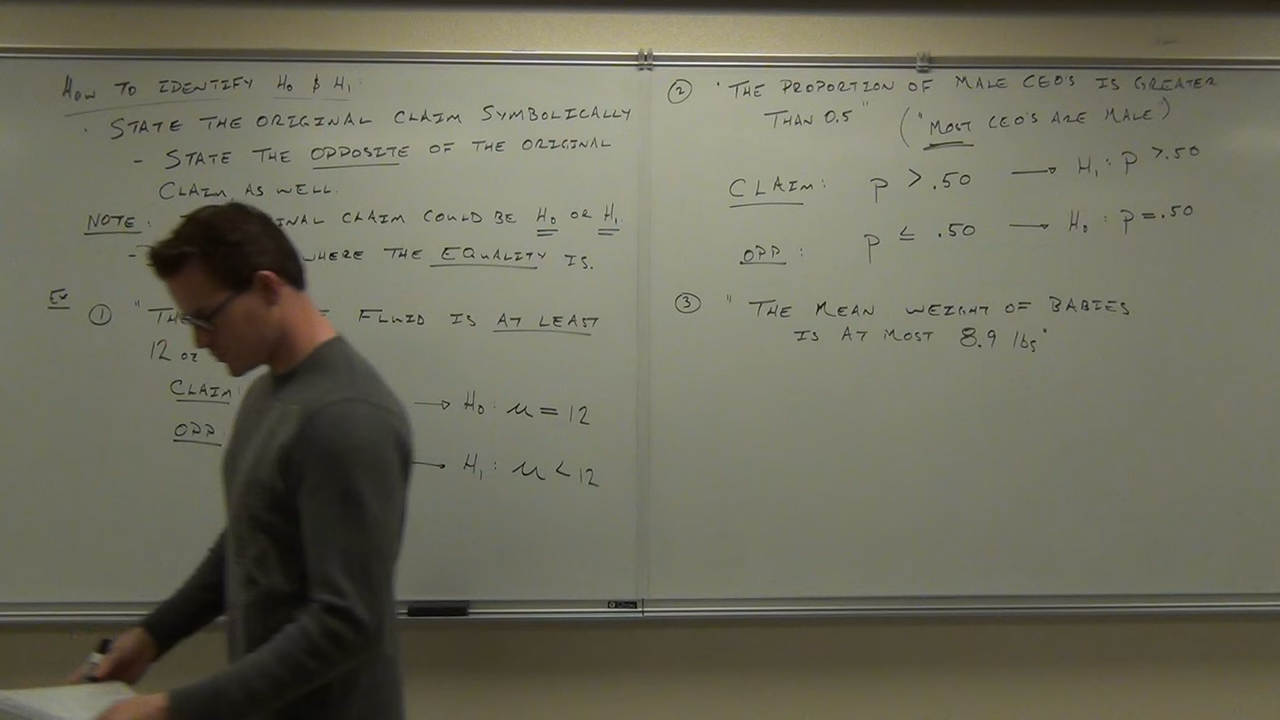 HOW TO IDENTIFY H0 & H1:
· STATE THE ORIGINAL CLAIM SYMBOLICALLY
- STATE THE OPPOSITE OF THE ORIGINAL
CLAIM AS WELL.
NOTE: CLAIM COULD BE H0 OR H1
- WHERE THE EQUALITY IS.
EX ① " FLUID IS AT LEAST
12 oz
CLAIM: → H0: μ = 12
OPP → H1: μ < 12
② "THE PROPORTION OF MALE CEO'S IS GREATER
THAN 0.5" ("MOST CEO'S ARE MALE)
CLAIM: p > .50 → H1: p > .50
OPP: p ≤ .50 → H0: p = .50
③ "THE MEAN WEIGHT OF BABIES
IS AT MOST 8.9 lbs"